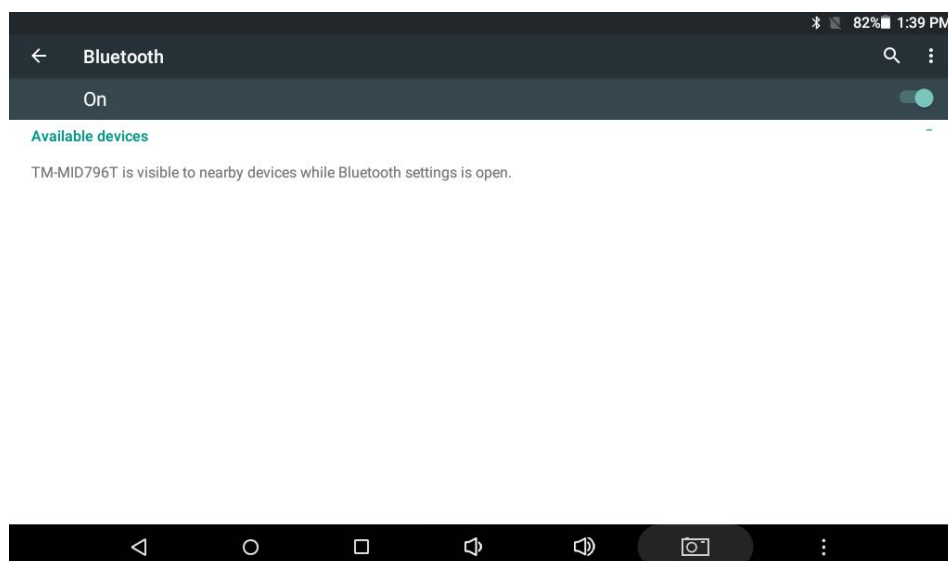 82% 1:39 PM
Bluetooth
On
Available devices
TM-MID796T is visible to nearby devices while Bluetooth settings is open.